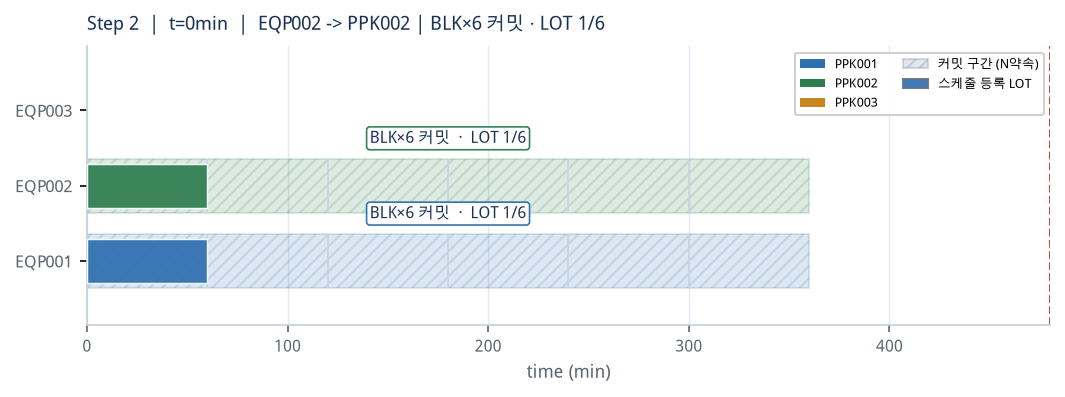 Step 2 | t=0min | EQP002 -> PPK002 | BLK×6 커밋 · LOT 1/6
PPK001
PPK002
PPK003
커밋 구간 (N약속)
스케줄 등록 LOT
EQP003
BLK×6 커밋 · LOT 1/6
EQP002
BLK×6 커밋 · LOT 1/6
EQP001
0 100 200 300 400
time (min)